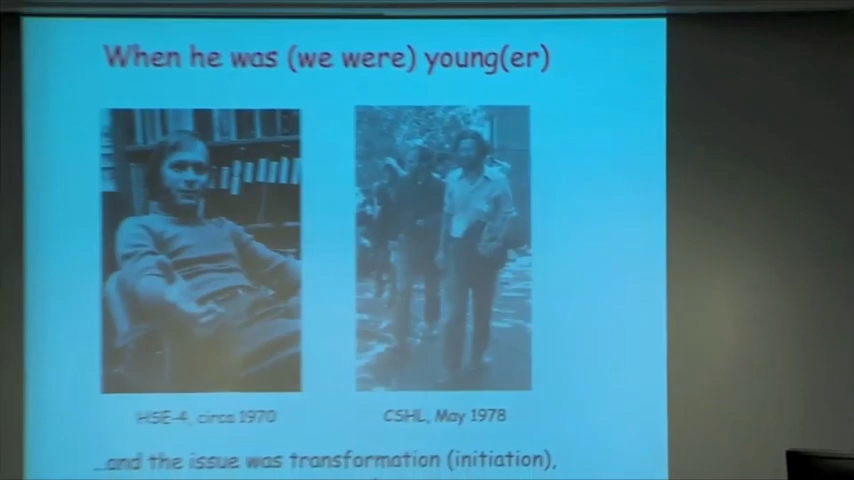 When he was (we were) young(er)
HSE-4, circa 1970
CSHL, May 1978
...and the issue was transformation (initiation),